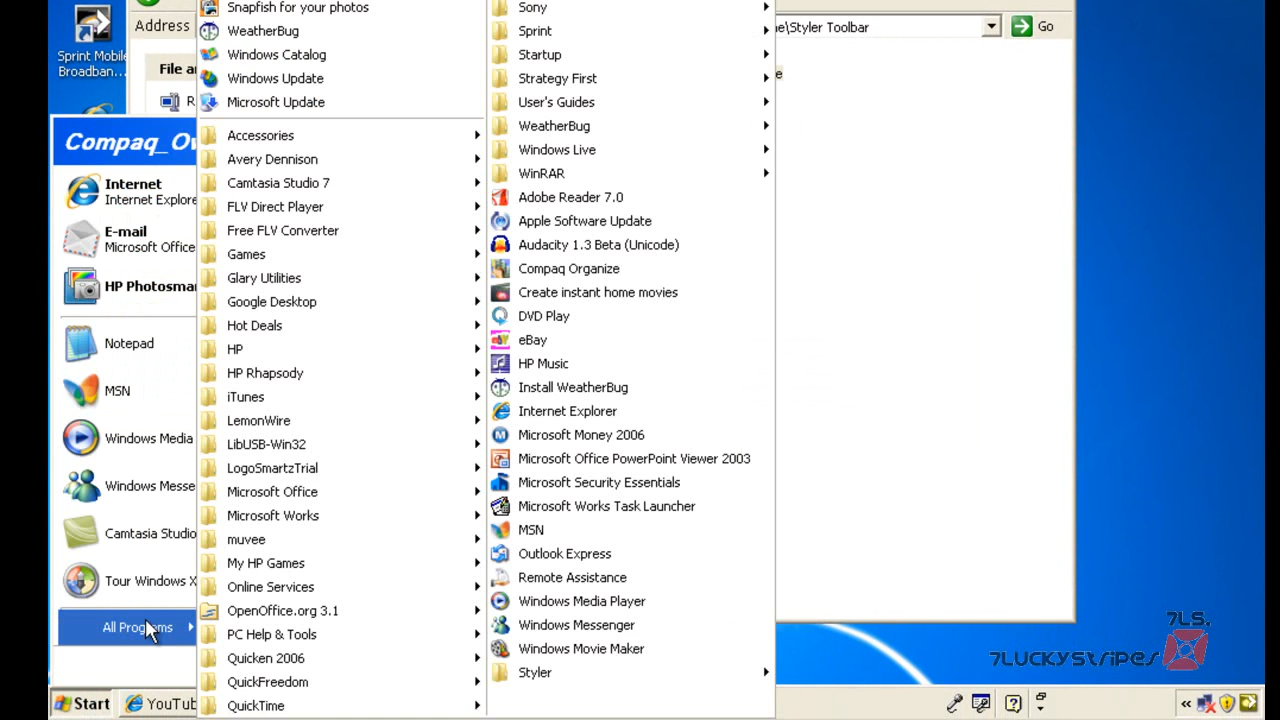 Sprint Mobile
Broadban...
Address
File a
R
e\Styler Toolbar
Go
e
Compaq_Ow
Internet
Internet Explore
E-mail
Microsoft Office
HP Photosma
Notepad
MSN
Windows Media
Windows Messe
Camtasia Studio
Tour Windows X
All Programs
Snapfish for your photos
WeatherBug
Windows Catalog
Windows Update
Microsoft Update
Accessories
Avery Dennison
Camtasia Studio 7
FLV Direct Player
Free FLV Converter
Games
Glary Utilities
Google Desktop
Hot Deals
HP
HP Rhapsody
iTunes
LemonWire
LibUSB-Win32
LogoSmartzTrial
Microsoft Office
Microsoft Works
muvee
My HP Games
Online Services
OpenOffice.org 3.1
PC Help & Tools
Quicken 2006
QuickFreedom
QuickTime
Sony
Sprint
Startup
Strategy First
User's Guides
WeatherBug
Windows Live
WinRAR
Adobe Reader 7.0
Apple Software Update
Audacity 1.3 Beta (Unicode)
Compaq Organize
Create instant home movies
DVD Play
eBay
HP Music
Install WeatherBug
Internet Explorer
Microsoft Money 2006
Microsoft Office PowerPoint Viewer 2003
Microsoft Security Essentials
Microsoft Works Task Launcher
MSN
Outlook Express
Remote Assistance
Windows Media Player
Windows Messenger
Windows Movie Maker
Styler
7LS.
7LUCKYSTRIPES
Start
YouTu